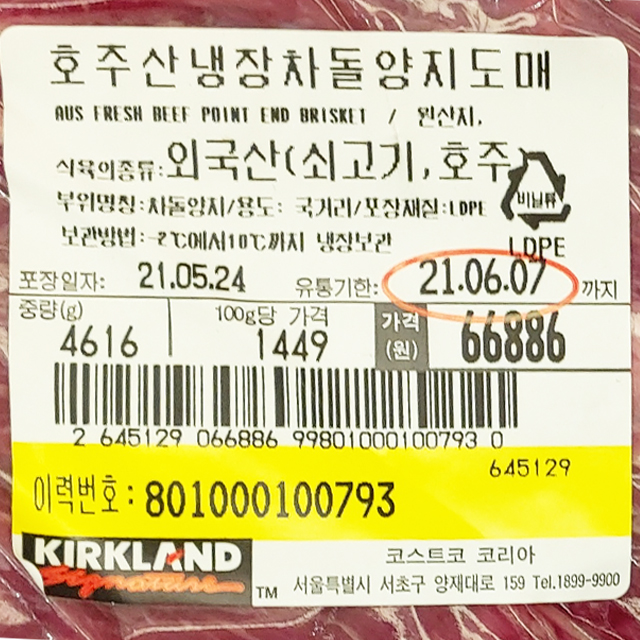 호주산냉장차돌양지도매
AUS FRESH BEEF POINT END BRISKET / 원산지.
식육의종류:외국산(쇠고기,호주
비닐류
부위명칭:차돌양지/용도: 국거리/포장재질:LDPE
보관방법:-2℃에서10℃까지 냉장보관
LDPE
포장일자: 21.05.24 유통기한: 21.06.07 까지
중량(g) 100g당 가격 가격(원)
4616 1449 66886
2 645129 066886 99801000100793 0
645129
이력번호: 801000100793
KIRKLAND
Signature TM
코스트코 코리아
서울특별시 서초구 양재대로 159 Tel.1899-9900